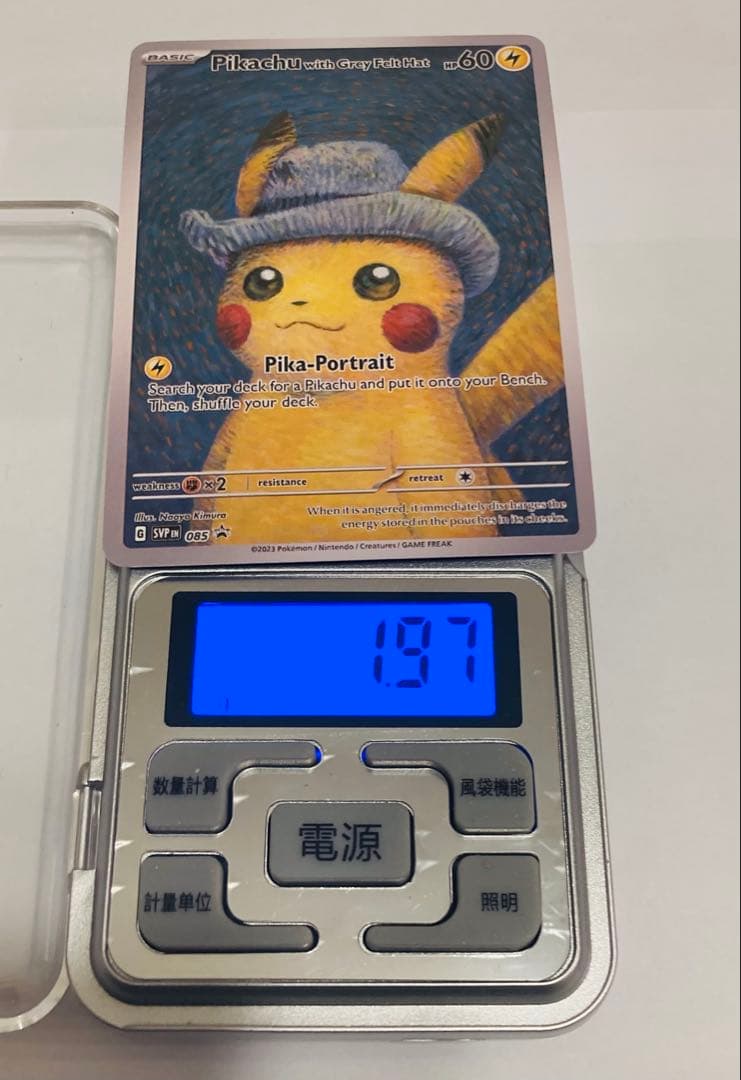 BASIC Pikachu with Grey Felt Hat HP60
Pika-Portrait
Search your deck for a Pikachu and put it onto your Bench.
Then, shuffle your deck.
weakness ×2 resistance retreat
Illus. Naoyo Kimura
When it is angered, it immediately discharges the
energy stored in the pouches in its cheeks.
G SVP EN 085
©2023 Pokémon / Nintendo / Creatures / GAME FREAK
1.97
数量計算
風袋機能
電源
計量单位
照明